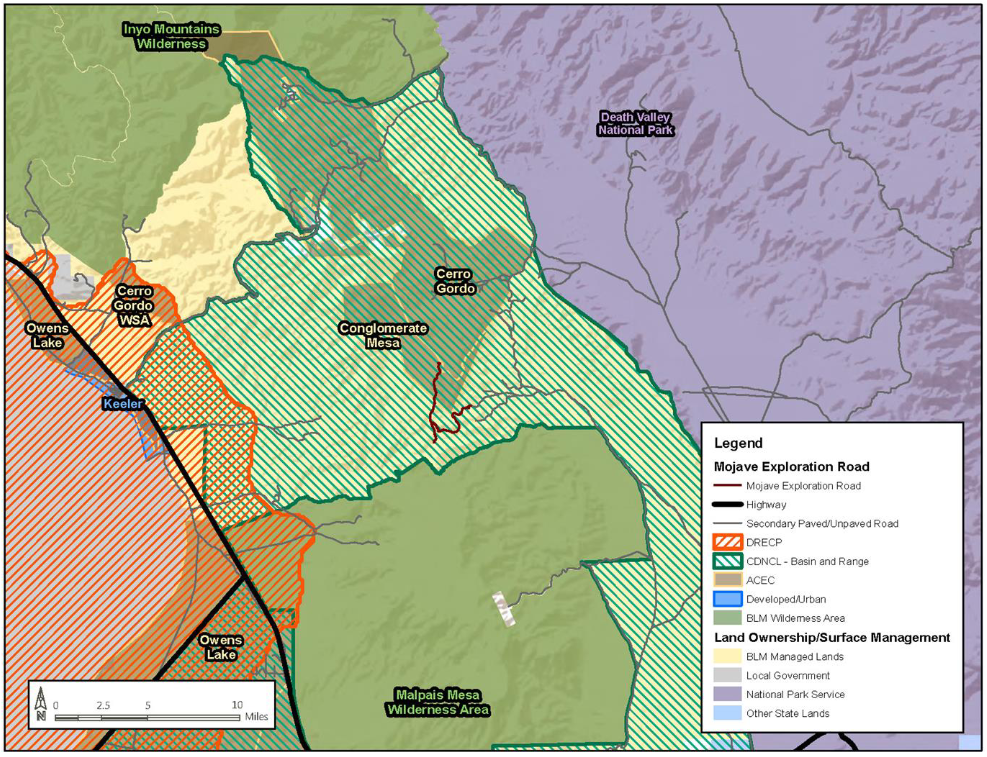 Inyo Mountains
Wilderness
Death Valley
National Park
Cerro
Gordo
Cerro
Gordo
WSA
Owens
Lake
Conglomerate
Mesa
Keeler
Owens
Lake
Malpais Mesa
Wilderness Area
N
0 2.5 5 10
Miles
Legend
Mojave Exploration Road
Mojave Exploration Road
Highway
Secondary Paved/Unpaved Road
DRECP
CDNCL - Basin and Range
ACEC
Developed/Urban
BLM Wilderness Area
Land Ownership/Surface Management
BLM Managed Lands
Local Government
National Park Service
Other State Lands